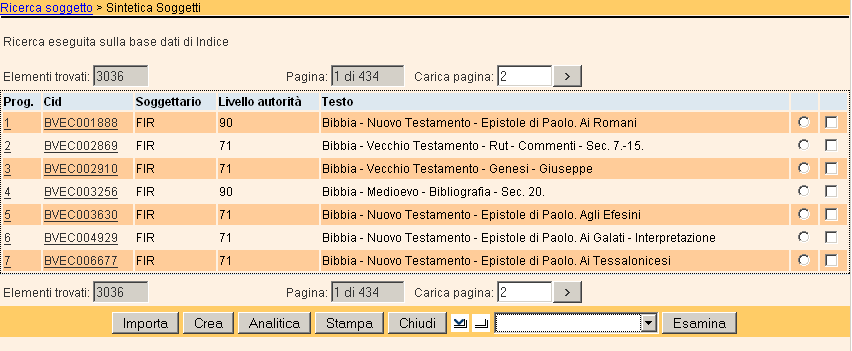 Ricerca soggetto > Sintetica Soggetti
Ricerca eseguita sulla base dati di Indice
Elementi trovati: 3036 Pagina: 1 di 434 Carica pagina: 2 >
Prog. Cid Soggettario Livello autorità Testo
1 BVEC001888 FIR 90 Bibbia - Nuovo Testamento - Epistole di Paolo. Ai Romani
2 BVEC002869 FIR 71 Bibbia - Vecchio Testamento - Rut - Commenti - Sec. 7.-15.
3 BVEC002910 FIR 71 Bibbia - Vecchio Testamento - Genesi - Giuseppe
4 BVEC003256 FIR 90 Bibbia - Medioevo - Bibliografia - Sec. 20.
5 BVEC003630 FIR 71 Bibbia - Nuovo Testamento - Epistole di Paolo. Agli Efesini
6 BVEC004929 FIR 71 Bibbia - Nuovo Testamento - Epistole di Paolo. Ai Galati - Interpretazione
7 BVEC006677 FIR 71 Bibbia - Nuovo Testamento - Epistole di Paolo. Ai Tessalonicesi
Elementi trovati: 3036 Pagina: 1 di 434 Carica pagina: 2 >
Importa Crea Analitica Stampa Chiudi Esamina